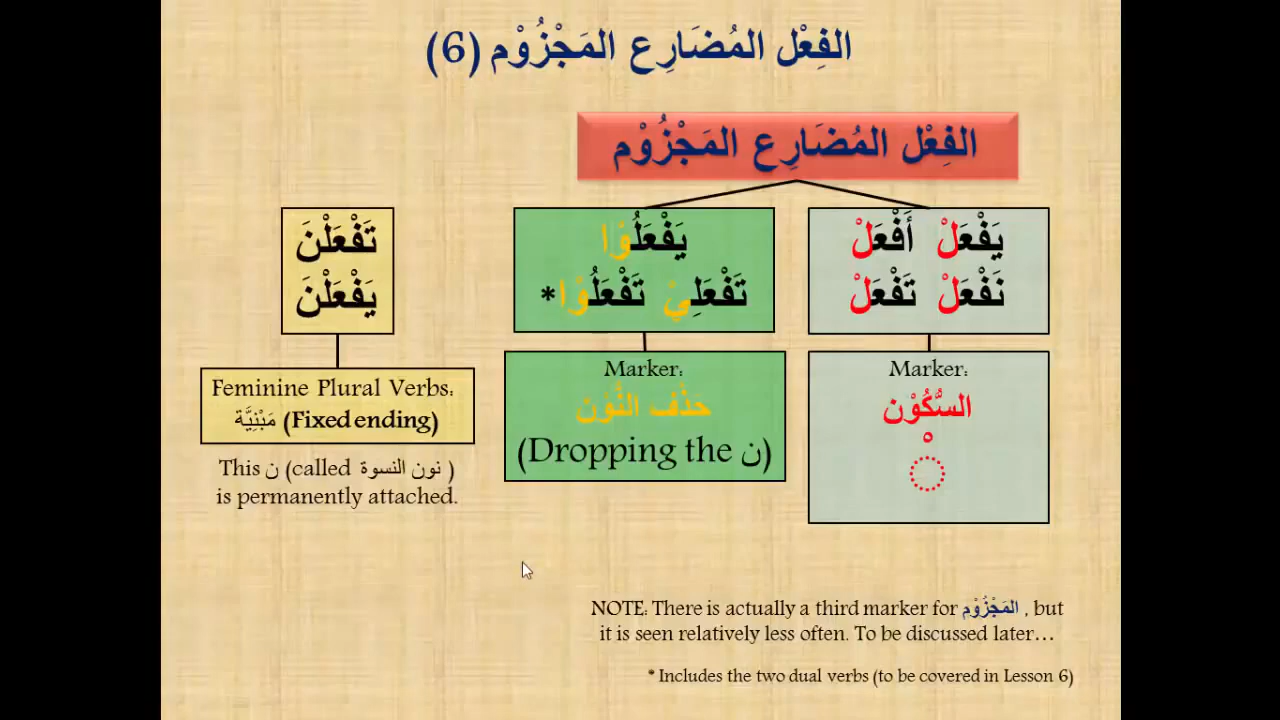 الفِعْل المُضَارِع المَجْزُوْم (6)
الفِعْل المُضَارِع المَجْزُوْم
يَفْعَلْ أَفْعَلْ
نَفْعَلْ تَفْعَلْ
Marker:
السُّكُوْن
يَفْعَلُوْا
تَفْعَلِيْ تَفْعَلُوْا*
Marker:
حَذْف النُّوْن
(Dropping the ن)
تَفْعَلْنَ
يَفْعَلْنَ
Feminine Plural Verbs:
مَبْنِيَّة (Fixed ending)
This ن (called نون النسوة )
is permanently attached.
NOTE: There is actually a third marker for المَجْزُوْم , but
it is seen relatively less often. To be discussed later…
* Includes the two dual verbs (to be covered in Lesson 6)